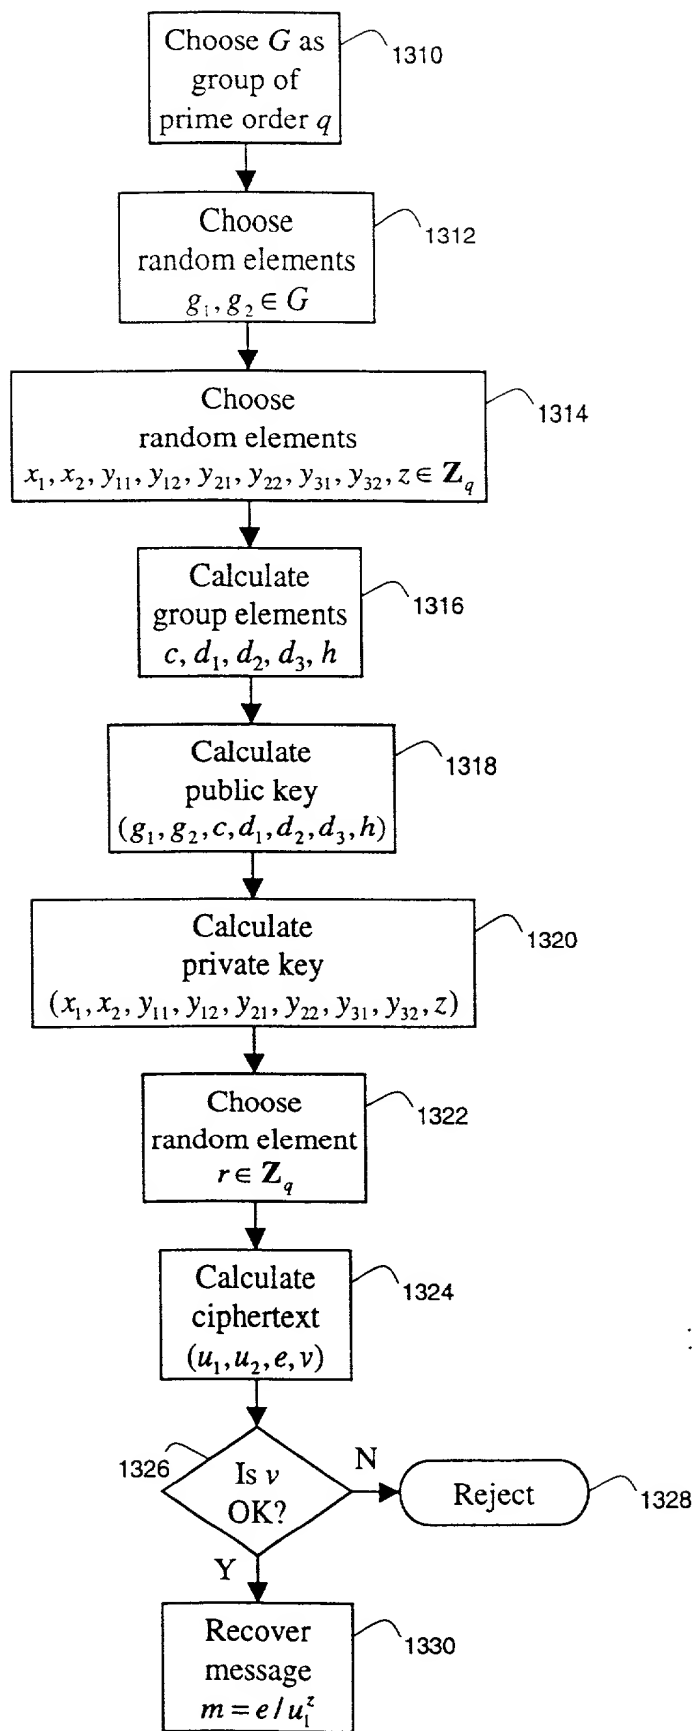 Choose G as
group of
prime order q
1310
Choose
random elements
g₁, g₂ ∈ G
1312
Choose
random elements
x₁, x₂, y₁₁, y₁₂, y₂₁, y₂₂, y₃₁, y₃₂, z ∈ Z_q
1314
Calculate
group elements
c, d₁, d₂, d₃, h
1316
Calculate
public key
(g₁, g₂, c, d₁, d₂, d₃, h)
1318
Calculate
private key
(x₁, x₂, y₁₁, y₁₂, y₂₁, y₂₂, y₃₁, y₃₂, z)
1320
Choose
random element
r ∈ Z_q
1322
Calculate
ciphertext
(u₁, u₂, e, v)
1324
1326
Is v
OK?
N
Reject
1328
Y
Recover
message
m = e / u₁ᶻ
1330